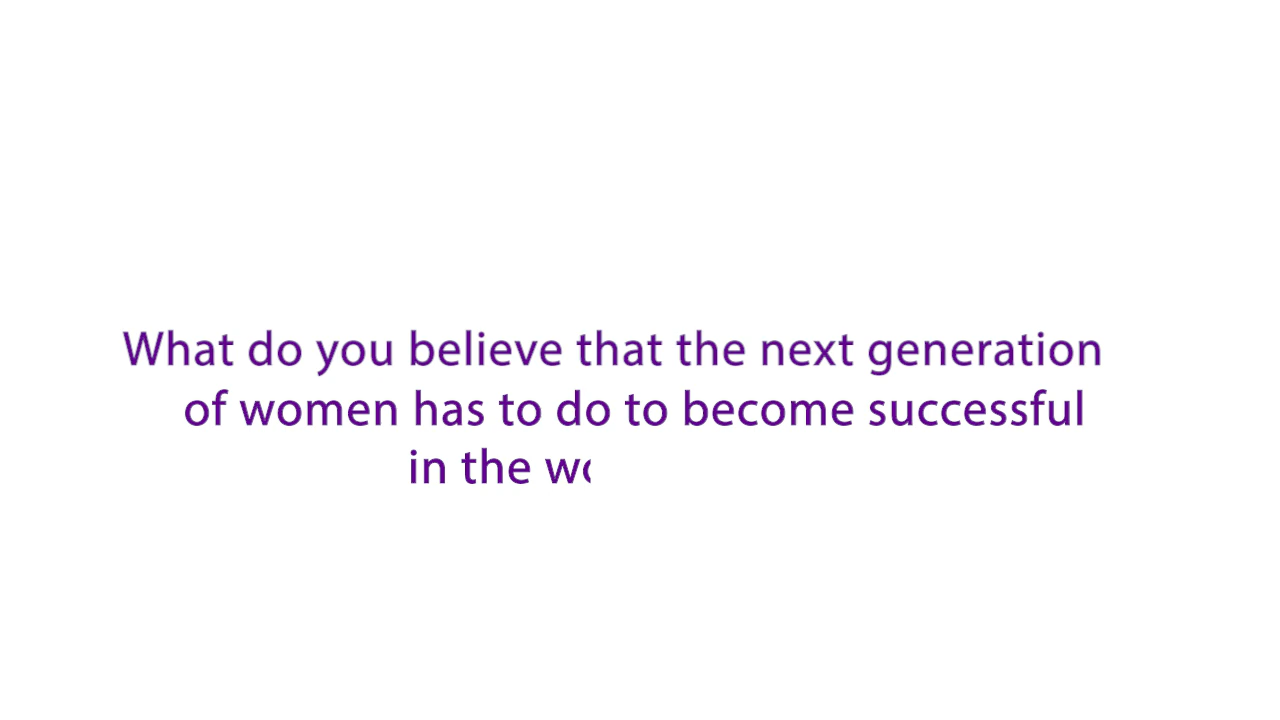 What do you believe that the next generation
of women has to do to become successful
in the